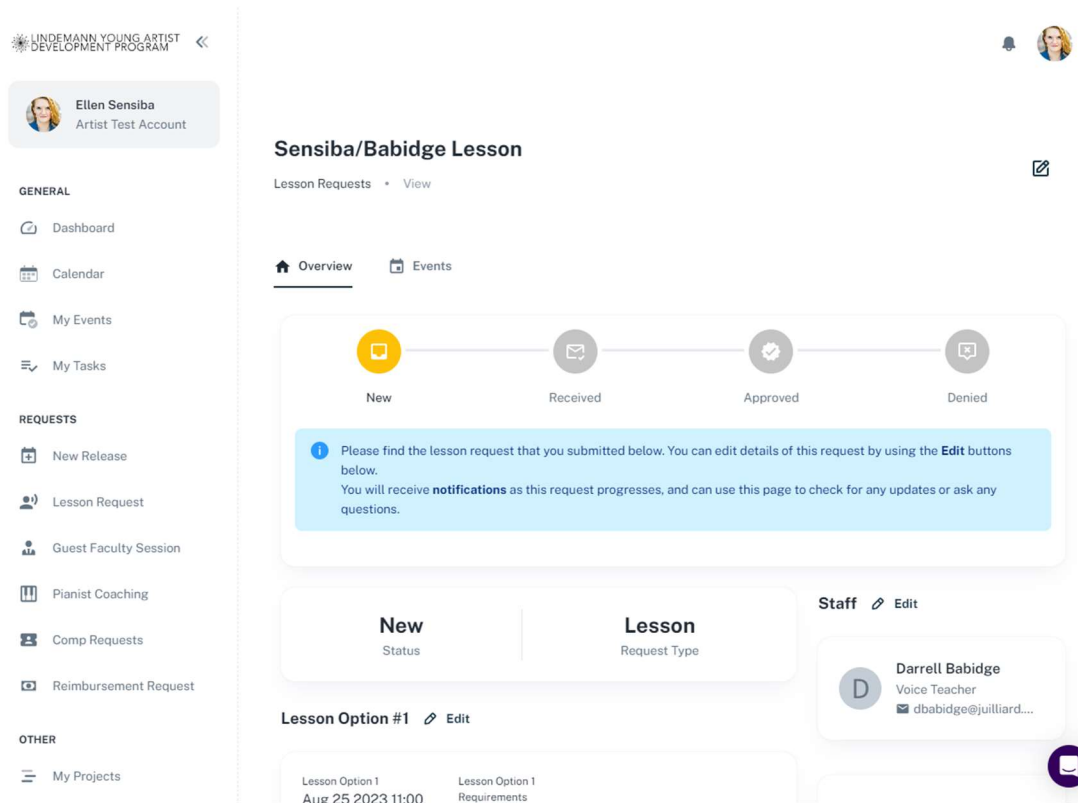 LINDEMANN YOUNG ARTIST
DEVELOPMENT PROGRAM
Ellen Sensiba
Artist Test Account
GENERAL
Dashboard
Calendar
My Events
My Tasks
REQUESTS
New Release
Lesson Request
Guest Faculty Session
Pianist Coaching
Comp Requests
Reimbursement Request
OTHER
My Projects
Sensiba/Babidge Lesson
Lesson Requests • View
Overview
Events
New
Received
Approved
Denied
Please find the lesson request that you submitted below. You can edit details of this request by using the Edit buttons
below.
You will receive notifications as this request progresses, and can use this page to check for any updates or ask any
questions.
New
Status
Lesson
Request Type
Lesson Option #1 Edit
Lesson Option 1
Aug 25 2023 11:00
Lesson Option 1
Requirements
Staff Edit
D
Darrell Babidge
Voice Teacher
dbabidge@juilliard....